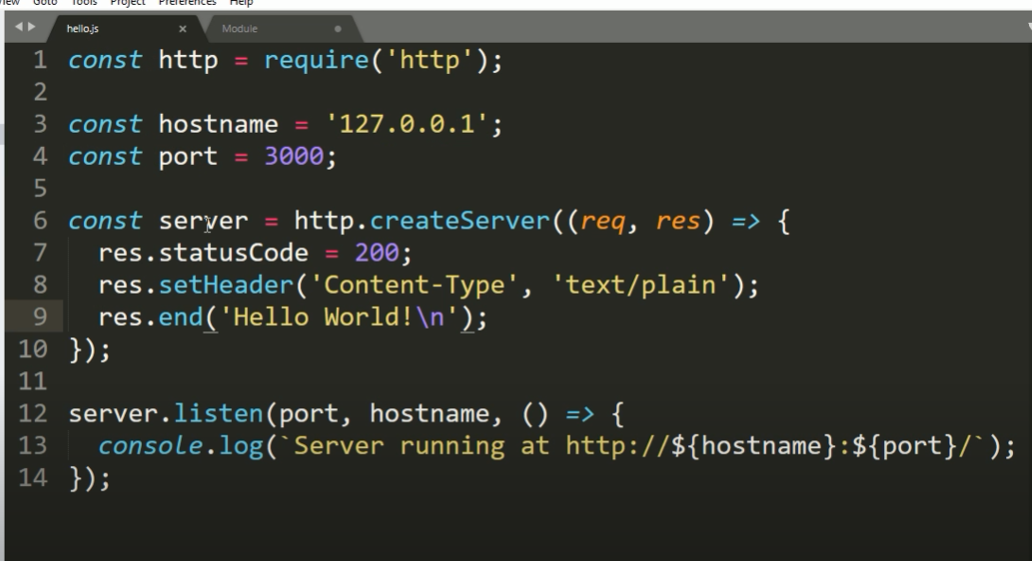 View Goto Tools Project Preferences Help
hello.js × Module
1 const http = require('http');
2
3 const hostname = '127.0.0.1';
4 const port = 3000;
5
6 const server = http.createServer((req, res) => {
7   res.statusCode = 200;
8   res.setHeader('Content-Type', 'text/plain');
9   res.end('Hello World!\n');
10 });
11
12 server.listen(port, hostname, () => {
13   console.log(`Server running at http://${hostname}:${port}/`);
14 });